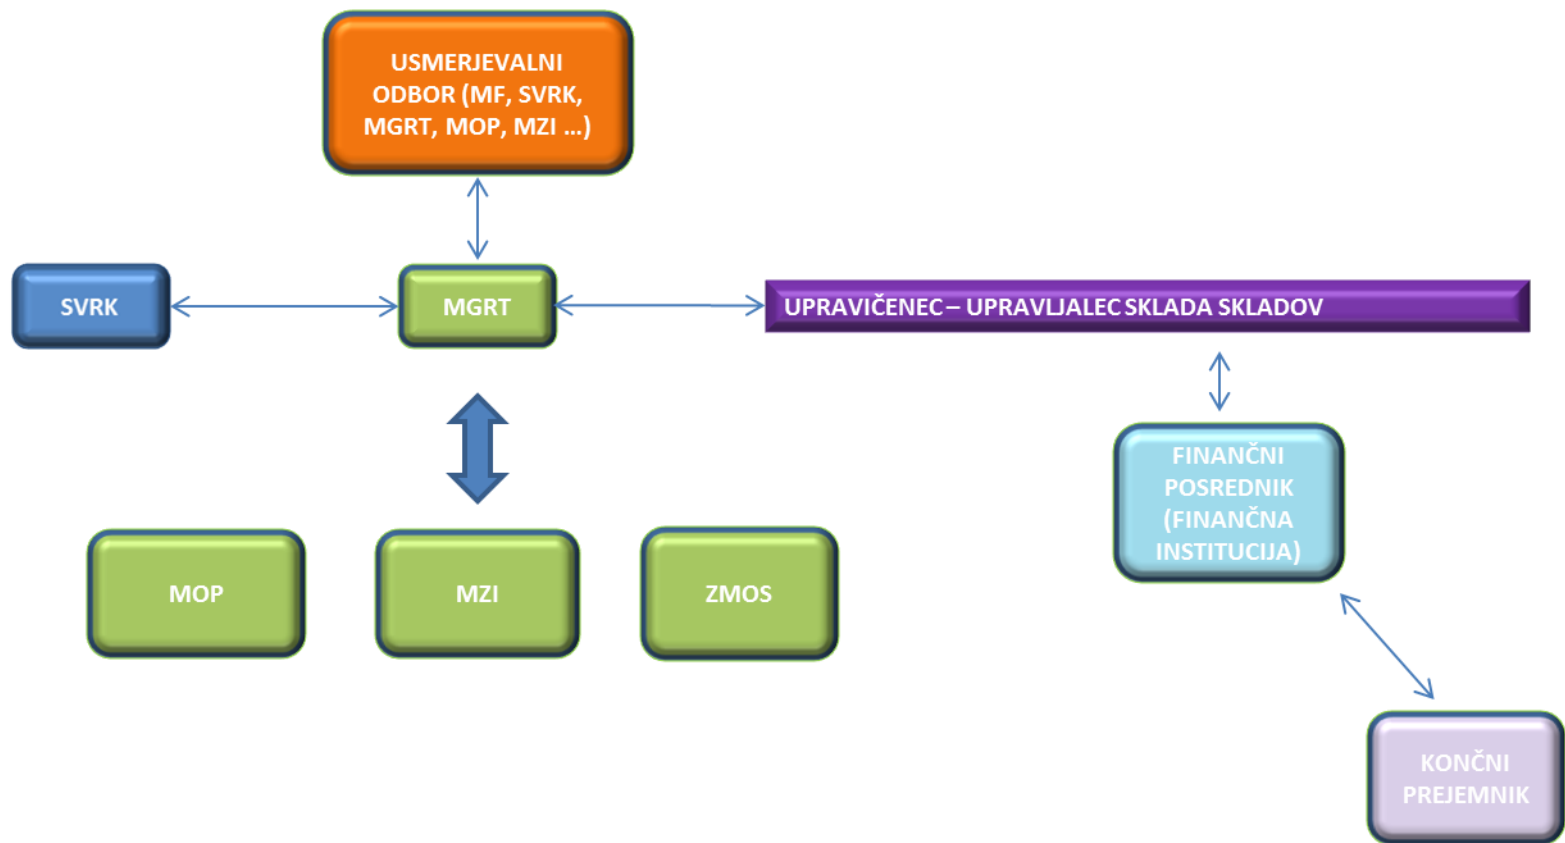 USMERJEVALNI
ODBOR (MF, SVRK,
MGRT, MOP, MZI …)
SVRK
MGRT
UPRAVIČENEC – UPRAVLJALEC SKLADA SKLADOV
FINANČNI
POSREDNIK
(FINANČNA
INSTITUCIJA)
MOP
MZI
ZMOS
KONČNI
PREJEMNIK